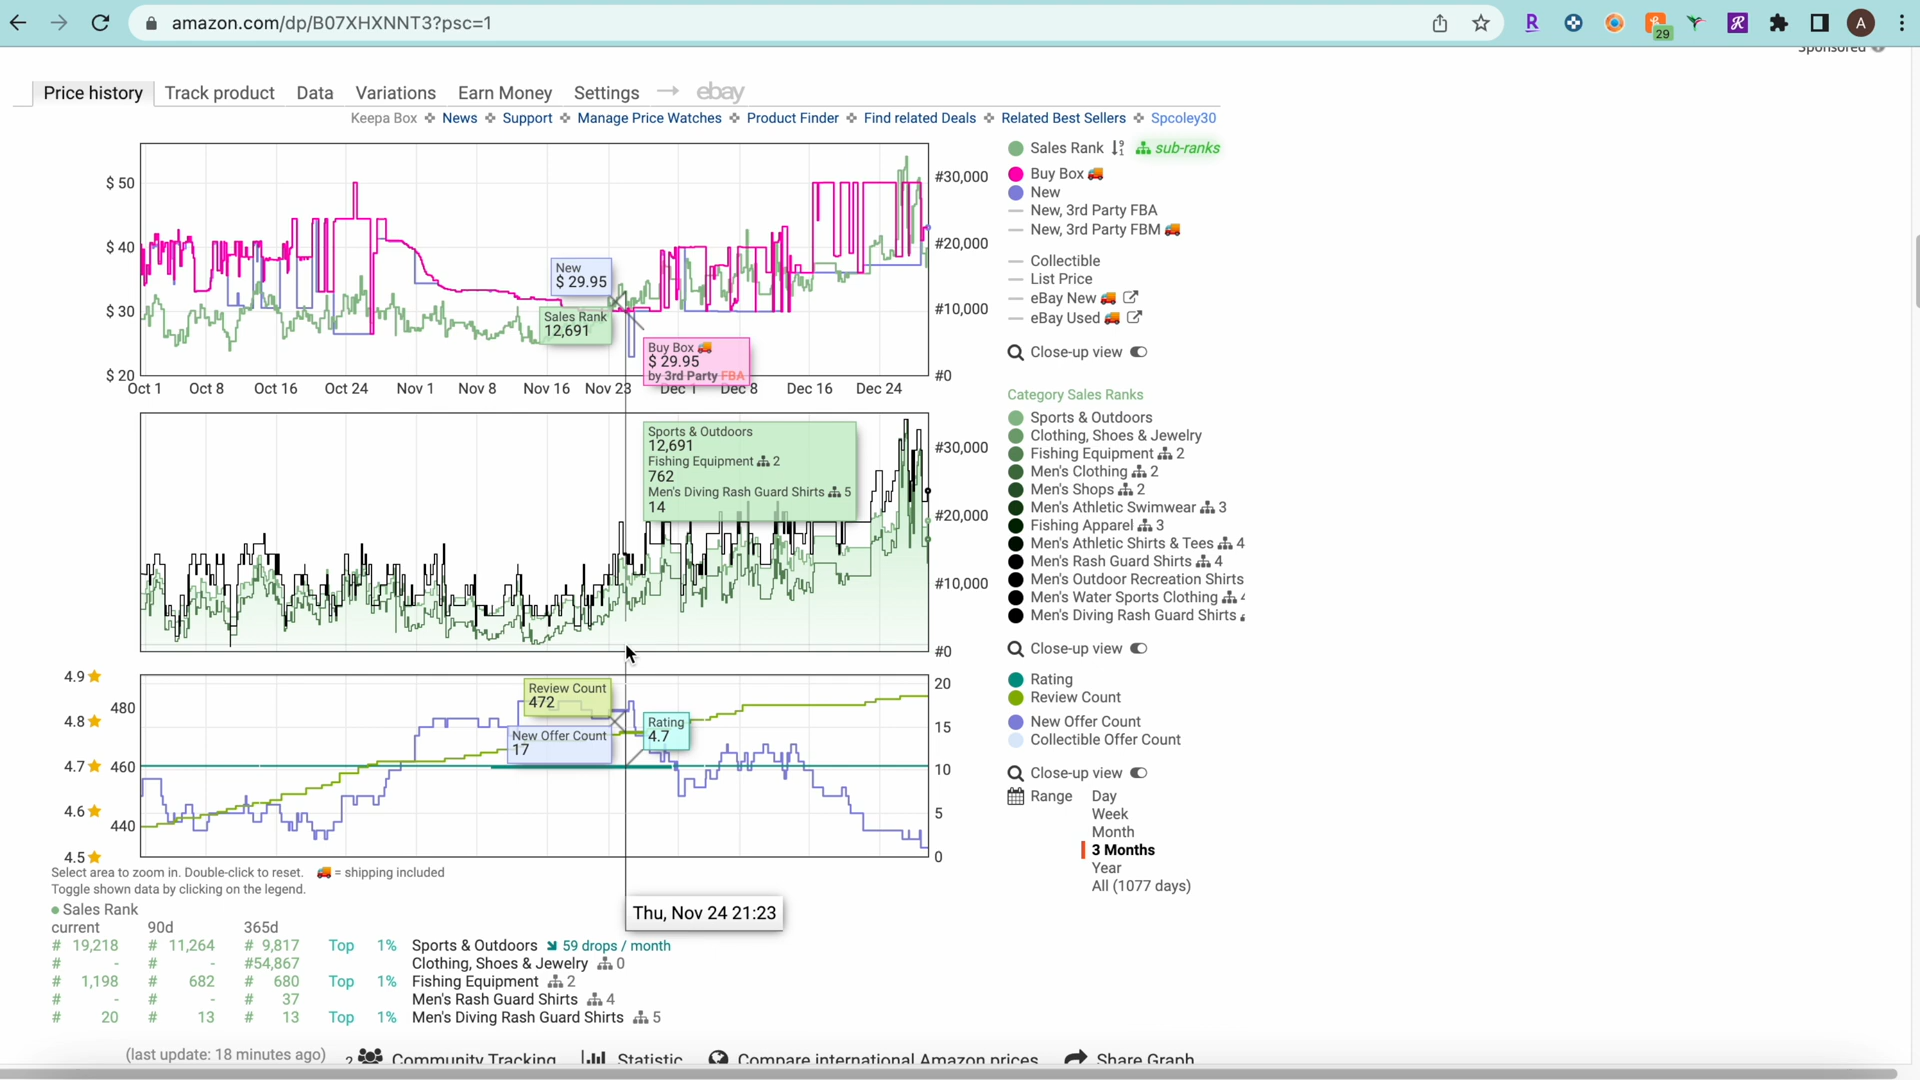 amazon.com/dp/B07XHXNNT3?psc=1
29
A
Sponsored
Price history Track product Data Variations Earn Money Settings → ebay
Keepa Box News Support Manage Price Watches Product Finder Find related Deals Related Best Sellers Spcoley30
$ 50
$ 40
$ 30
$ 20
#30,000
#20,000
#10,000
#0
New
$ 29.95
Sales Rank
12,691
Buy Box
$ 29.95
by 3rd Party FBA
Oct 1 Oct 8 Oct 16 Oct 24 Nov 1 Nov 8 Nov 16 Nov 23 Dec 1 Dec 8 Dec 16 Dec 24
Sales Rank sub-ranks
Buy Box
New
New, 3rd Party FBA
New, 3rd Party FBM
Collectible
List Price
eBay New
eBay Used
Close-up view
Sports & Outdoors
12,691
Fishing Equipment 2
762
Men's Diving Rash Guard Shirts 5
14
#30,000
#20,000
#10,000
#0
Category Sales Ranks
Sports & Outdoors
Clothing, Shoes & Jewelry
Fishing Equipment 2
Men's Clothing 2
Men's Shops 2
Men's Athletic Swimwear 3
Fishing Apparel 3
Men's Athletic Shirts & Tees 4
Men's Rash Guard Shirts 4
Men's Outdoor Recreation Shirts
Men's Water Sports Clothing
Men's Diving Rash Guard Shirts
Close-up view
4.9
4.8
4.7
4.6
4.5
480
460
440
20
15
10
5
0
Review Count
472
New Offer Count
17
Rating
4.7
Rating
Review Count
New Offer Count
Collectible Offer Count
Close-up view
Range Day
Week
Month
3 Months
Year
All (1077 days)
Select area to zoom in. Double-click to reset. = shipping included
Toggle shown data by clicking on the legend.
Thu, Nov 24 21:23
Sales Rank
current 90d 365d
# 19,218 # 11,264 # 9,817 Top 1% Sports & Outdoors 59 drops / month
# - # - #54,867 Clothing, Shoes & Jewelry 0
# 1,198 # 682 # 680 Top 1% Fishing Equipment 2
# - # - # 37 Men's Rash Guard Shirts 4
# 20 # 13 # 13 Top 1% Men's Diving Rash Guard Shirts 5
(last update: 18 minutes ago) 2 Community Tracking Statistic Compare international Amazon prices Share Graph